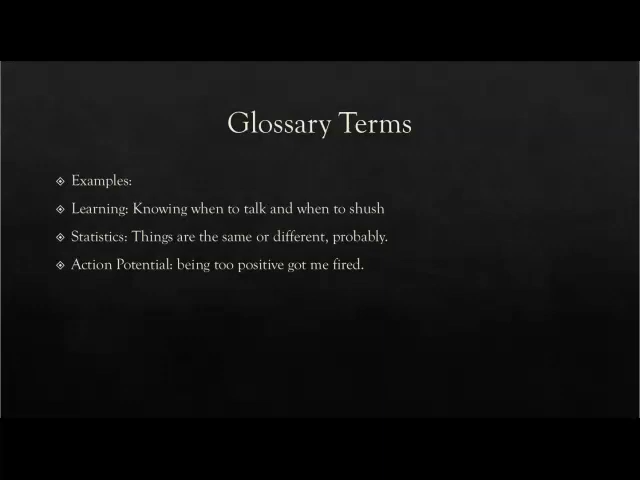 Glossary Terms
Examples:
Learning: Knowing when to talk and when to shush
Statistics: Things are the same or different, probably.
Action Potential: being too positive got me fired.